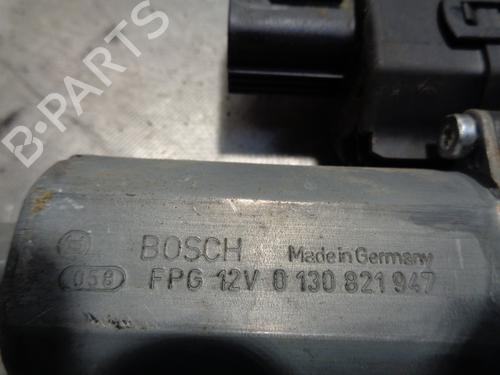 B-PARTS
BOSCH Made in Germany
058 FPG 12V 0 130 821 947